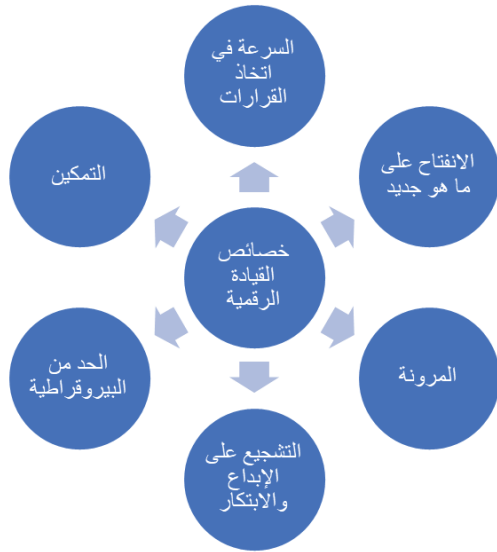 السرعة في
اتخاذ
القرارات
الانفتاح على
ما هو جديد
التمكين
خصائص
القيادة
الرقمية
المرونة
الحد من
البيروقراطية
التشجيع على
الإبداع
والابتكار